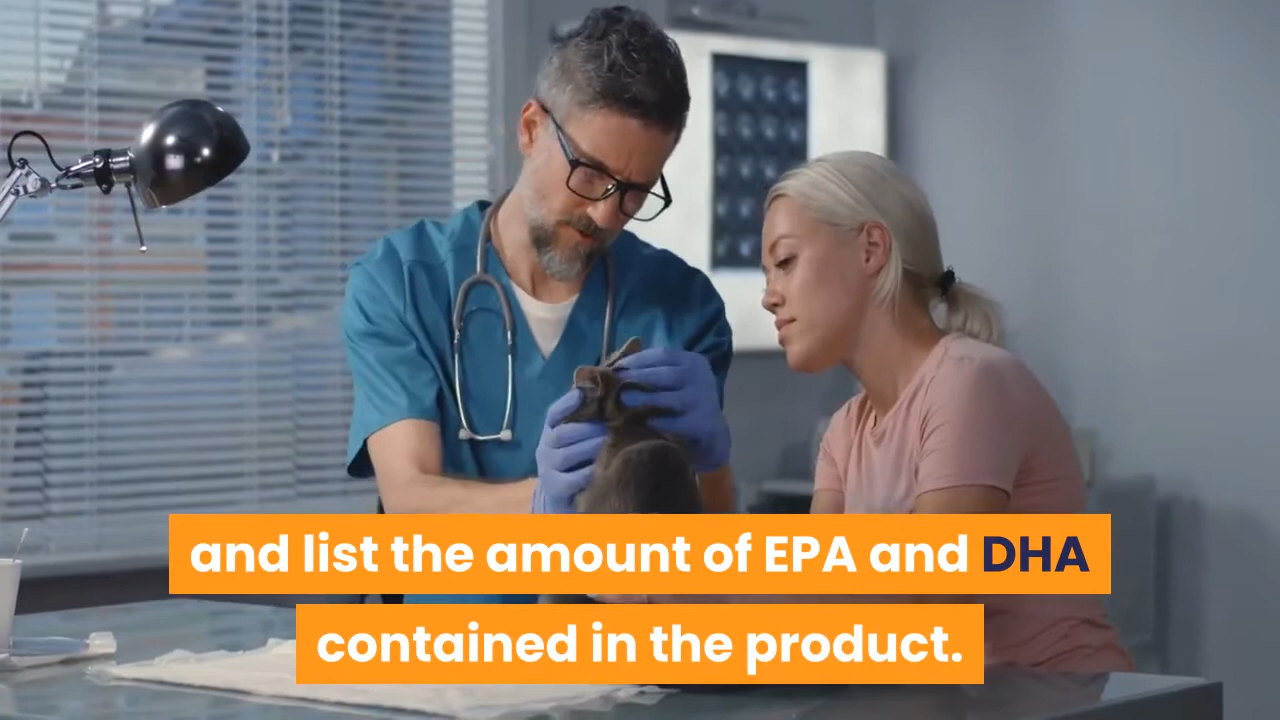 and list the amount of EPA and DHA
contained in the product.